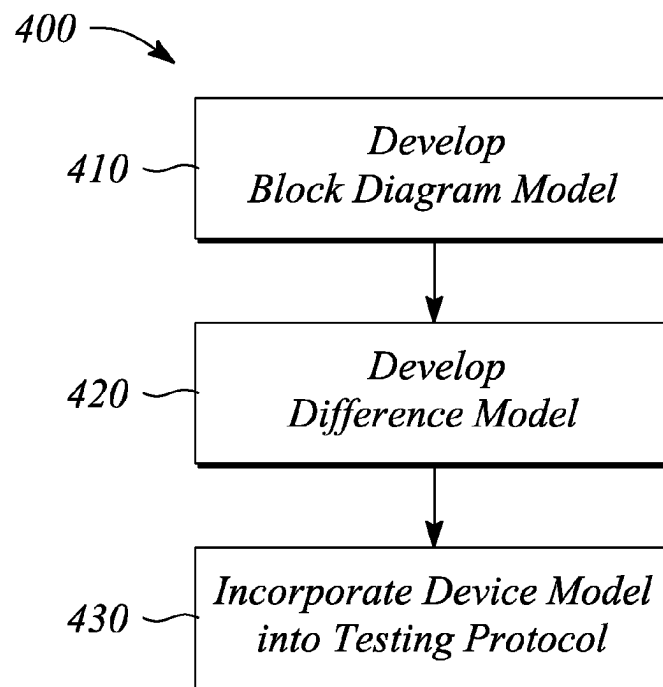 400
410
Develop
Block Diagram Model
420
Develop
Difference Model
430
Incorporate Device Model
into Testing Protocol